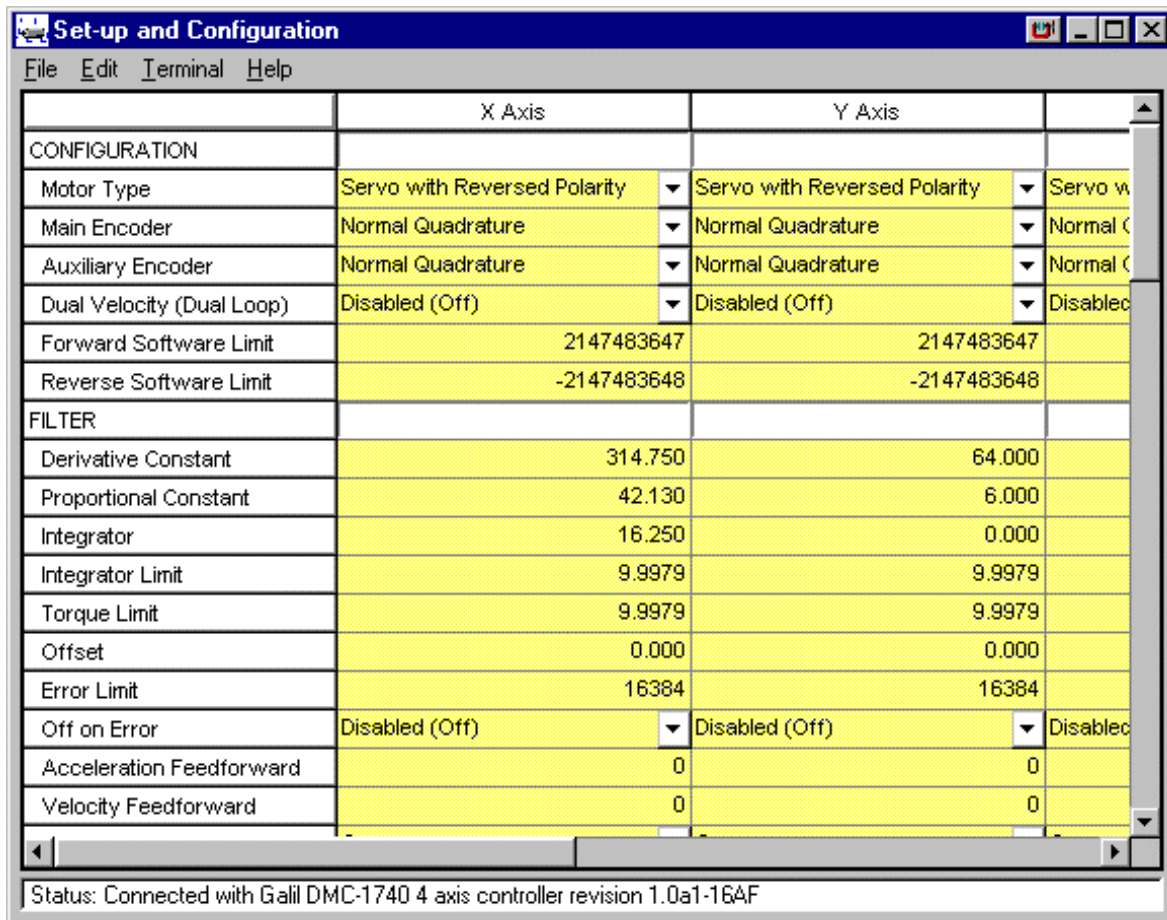 Set-up and Configuration
File Edit Terminal Help
X Axis Y Axis
CONFIGURATION
Motor Type Servo with Reversed Polarity Servo with Reversed Polarity Servo w
Main Encoder Normal Quadrature Normal Quadrature Normal
Auxiliary Encoder Normal Quadrature Normal Quadrature Normal
Dual Velocity (Dual Loop) Disabled (Off) Disabled (Off) Disabled
Forward Software Limit 2147483647 2147483647
Reverse Software Limit -2147483648 -2147483648
FILTER
Derivative Constant 314.750 64.000
Proportional Constant 42.130 6.000
Integrator 16.250 0.000
Integrator Limit 9.9979 9.9979
Torque Limit 9.9979 9.9979
Offset 0.000 0.000
Error Limit 16384 16384
Off on Error Disabled (Off) Disabled (Off) Disabled
Acceleration Feedforward 0 0
Velocity Feedforward 0 0
Status: Connected with Galil DMC-1740 4 axis controller revision 1.0a1-16AF